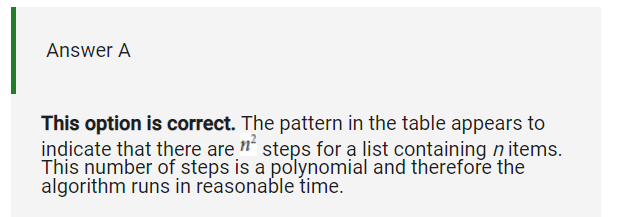 Answer A
This option is correct. The pattern in the table appears to
indicate that there are n² steps for a list containing n items.
This number of steps is a polynomial and therefore the
algorithm runs in reasonable time.